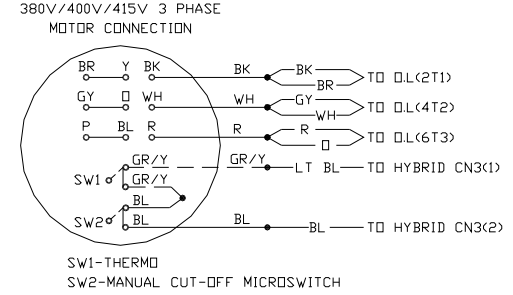 380V/400V/415V 3 PHASE
MOTOR CONNECTION
BR Y BK BK BK BR TO O.L(2T1)
GY O WH WH GY WH TO O.L(4T2)
P BL R R R O TO O.L(6T3)
GR/Y GR/Y LT BL TO HYBRID CN3(1)
SW1 GR/Y
BL
SW2 BL BL BL TO HYBRID CN3(2)
SW1-THERMO
SW2-MANUAL CUT-OFF MICROSWITCH